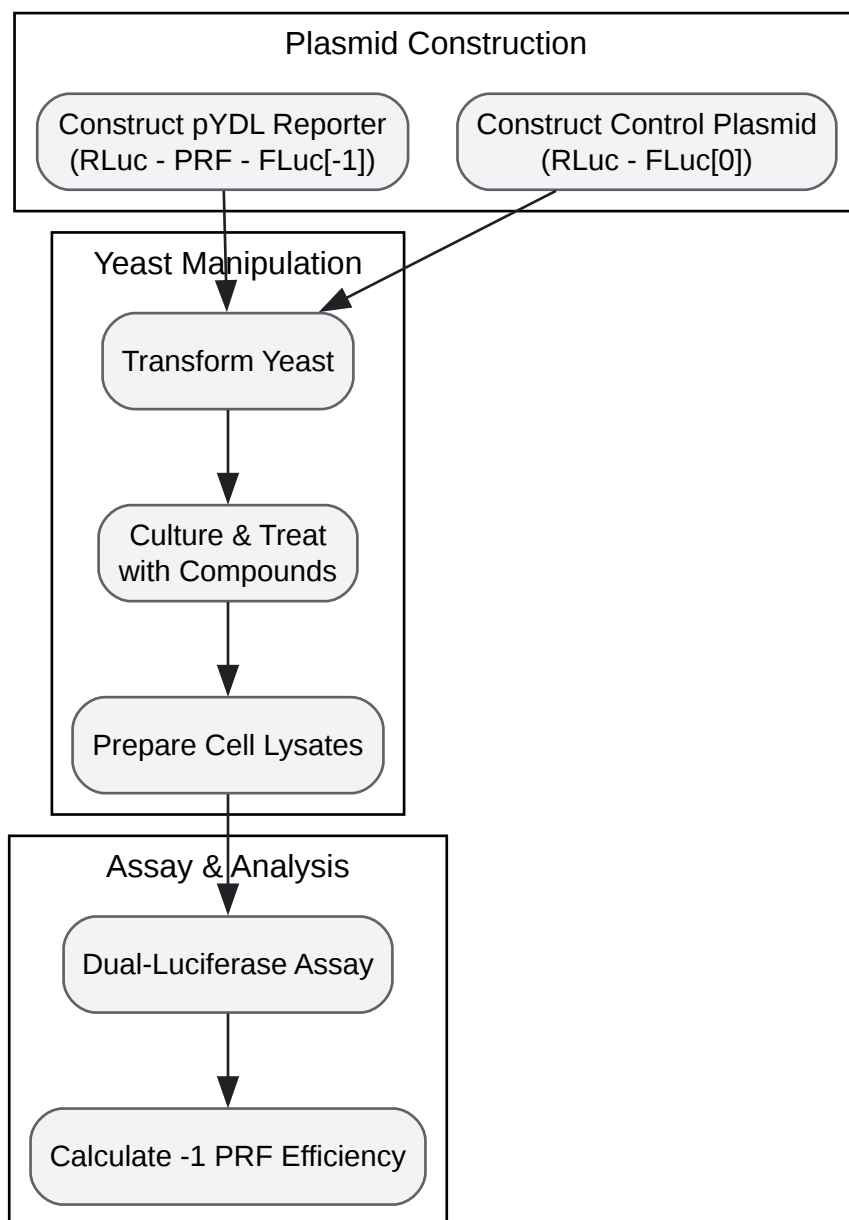 Plasmid Construction
Construct pYDL Reporter
(RLuc - PRF - FLuc[-1])
Construct Control Plasmid
(RLuc - FLuc[0])
Yeast Manipulation
Transform Yeast
Culture & Treat
with Compounds
Prepare Cell Lysates
Assay & Analysis
Dual-Luciferase Assay
Calculate -1 PRF Efficiency